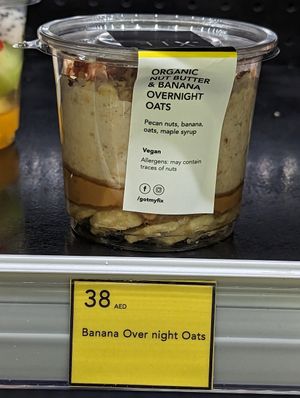 ORGANIC
NUT BUTTER
& BANANA
OVERNIGHT
OATS
Pecan nuts, banana,
oats, maple syrup
Vegan
Allergens: may contain
traces of nuts
/gotmyfix
38 AED
Banana Over night Oats